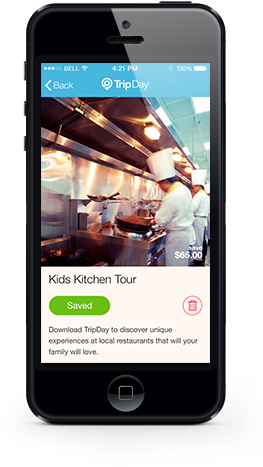 BELL 4:21 PM 100%
Back TripDay
save
$65.00
Kids Kitchen Tour
Saved
Download TripDay to discover unique
experiences at local restaurants that will your
family will love.